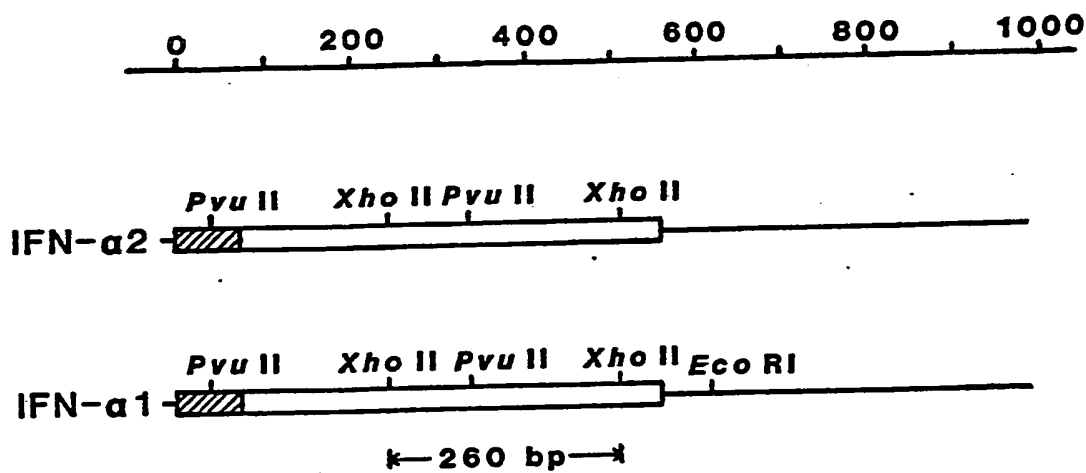 0 200 400 600 800 1000
Pvu II Xho II Pvu II Xho II
IFN-α2
Pvu II Xho II Pvu II Xho II Eco RI
IFN-α1
260 bp